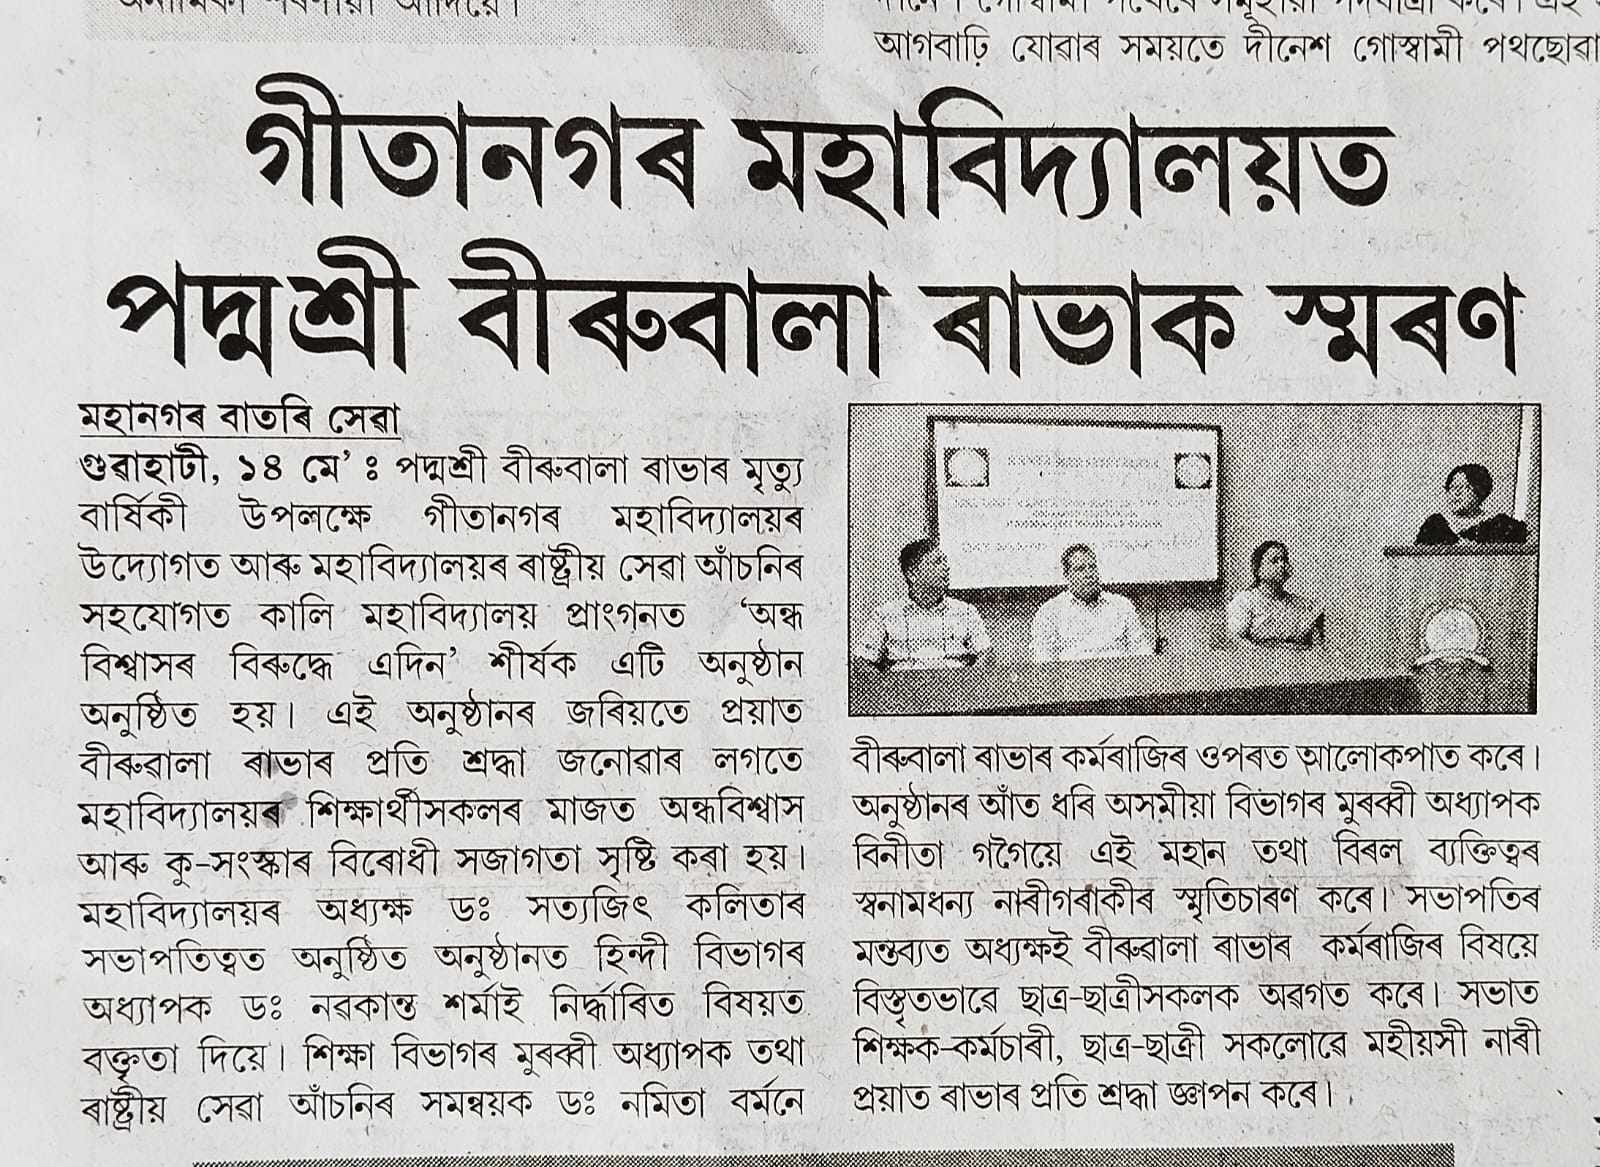 আগবাঢ়ি যোৱাৰ সময়তে দীনেশ গোস্বামী পথছোৱা
গীতানগৰ মহাবিদ্যালয়ত
পদ্মশ্ৰী বীৰুবালা ৰাভাক স্মৰণ
মহানগৰ বাতৰি সেৱা
গুৱাহাটী, ১৪ মে’ ঃ পদ্মশ্ৰী বীৰুবালা ৰাভাৰ মৃত্যু
বাৰ্ষিকী উপলক্ষে গীতানগৰ মহাবিদ্যালয়ৰ
উদ্যোগত আৰু মহাবিদ্যালয়ৰ ৰাষ্ট্ৰীয় সেৱা আঁচনিৰ
সহযোগত কালি মহাবিদ্যালয় প্ৰাংগনত ‘অন্ধ
বিশ্বাসৰ বিৰুদ্ধে এদিন’ শীৰ্ষক এটি অনুষ্ঠান
অনুষ্ঠিত হয়। এই অনুষ্ঠানৰ জৰিয়তে প্ৰয়াত
বীৰুৱালা ৰাভাৰ প্ৰতি শ্ৰদ্ধা জনোৱাৰ লগতে
মহাবিদ্যালয়ৰ শিক্ষাৰ্থীসকলৰ মাজত অন্ধবিশ্বাস
আৰু কু-সংস্কাৰ বিৰোধী সজাগতা সৃষ্টি কৰা হয়।
মহাবিদ্যালয়ৰ অধ্যক্ষ ডঃ সত্যজিৎ কলিতাৰ
সভাপতিত্বত অনুষ্ঠিত অনুষ্ঠানত হিন্দী বিভাগৰ
অধ্যাপক ডঃ নৱকান্ত শৰ্মাই নিৰ্দ্ধাৰিত বিষয়ত
বক্তৃতা দিয়ে। শিক্ষা বিভাগৰ মুৰব্বী অধ্যাপক তথা
ৰাষ্ট্ৰীয় সেৱা আঁচনিৰ সমন্বয়ক ডঃ নমিতা বৰ্মনে
বীৰুবালা ৰাভাৰ কৰ্মৰাজিৰ ওপৰত আলোকপাত কৰে।
অনুষ্ঠানৰ আঁত ধৰি অসমীয়া বিভাগৰ মুৰব্বী অধ্যাপক
বিনীতা গগৈয়ে এই মহান তথা বিৰল ব্যক্তিত্বৰ
স্বনামধন্য নাৰীগৰাকীৰ স্মৃতিচাৰণ কৰে। সভাপতিৰ
মন্তব্যত অধ্যক্ষই বীৰুৱালা ৰাভাৰ কৰ্মৰাজিৰ বিষয়ে
বিস্তৃতভাৱে ছাত্ৰ-ছাত্ৰীসকলক অৱগত কৰে। সভাত
শিক্ষক-কৰ্মচাৰী, ছাত্ৰ-ছাত্ৰী সকলোৱে মহীয়সী নাৰী
প্ৰয়াত ৰাভাৰ প্ৰতি শ্ৰদ্ধা জ্ঞাপন কৰে।